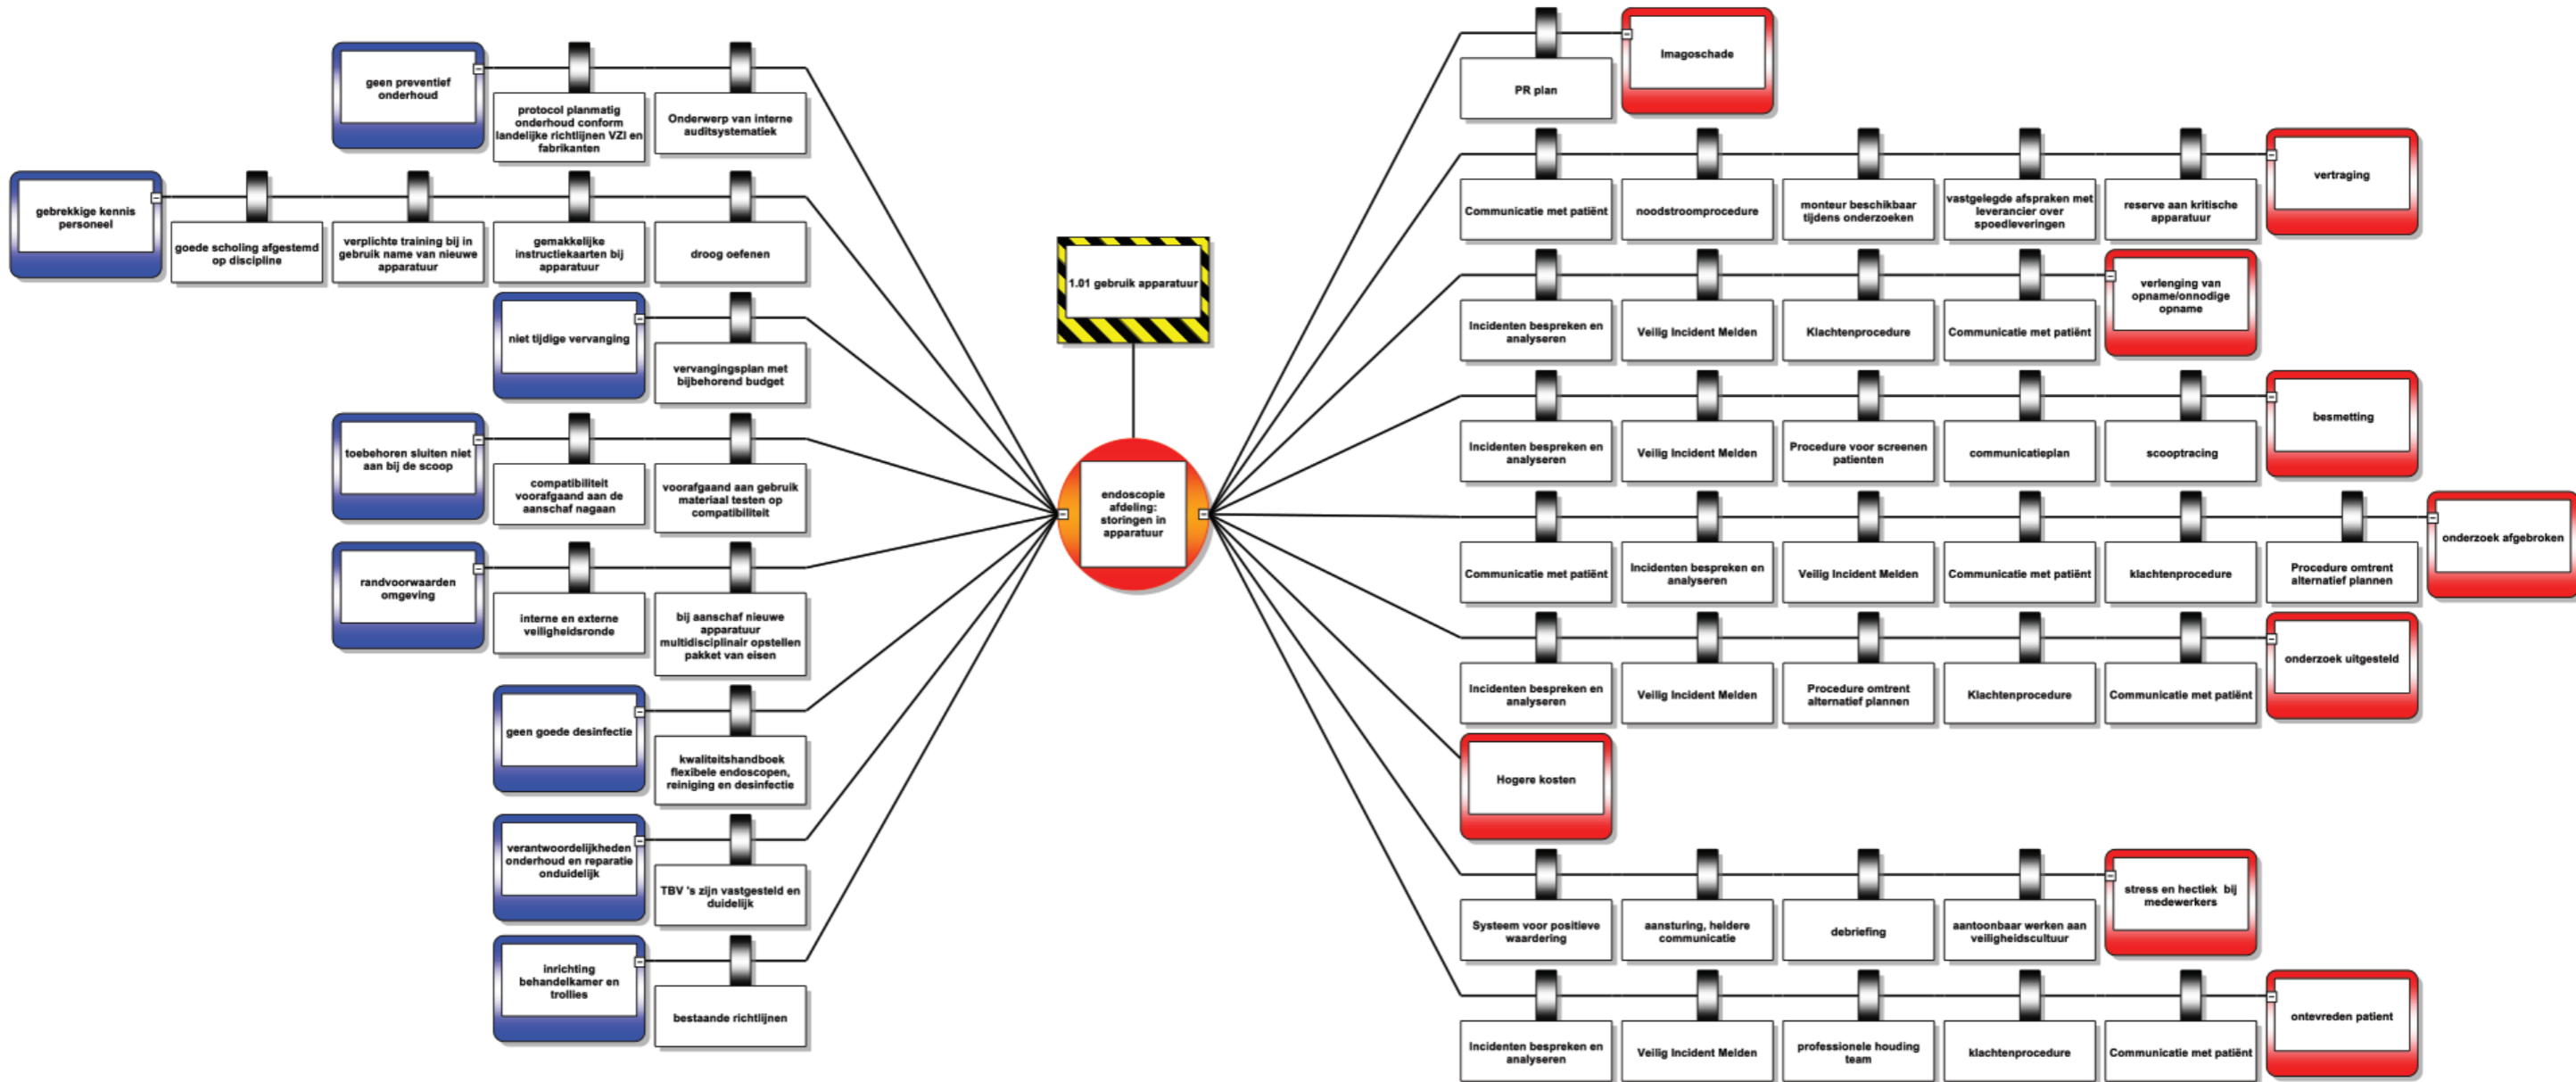 geen preventief
onderhoud
protocol planmatig
onderhoud conform
landelijke richtlijnen VZI en
fabrikanten
Onderwerp van interne
auditsystematiek
gebrekkige kennis
personeel
goede scholing afgestemd
op discipline
verplichte training bij in
gebruik name van nieuwe
apparatuur
gemakkelijke
instructiekaarten bij
apparatuur
droog oefenen
niet tijdige vervanging
vervangingsplan met
bijbehorend budget
toebehoren sluiten niet
aan bij de scoop
compatibiliteit
voorafgaand aan de
aanschaf nagaan
voorafgaand aan gebruik
materiaal testen op
compatibiliteit
randvoorwaarden
omgeving
interne en externe
veiligheidsronde
bij aanschaf nieuwe
apparatuur
multidisciplinair opstellen
pakket van eisen
geen goede desinfectie
kwaliteitshandboek
flexibele endoscopen,
reiniging en desinfectie
verantwoordelijkheden
onderhoud en reparatie
onduidelijk
TBV 's zijn vastgesteld en
duidelijk
inrichting
behandelkamer en
trollies
bestaande richtlijnen
1.01 gebruik apparatuur
endoscopie
afdeling:
storingen in
apparatuur
PR plan
Imagoschade
Communicatie met patiënt
noodstroomprocedure
monteur beschikbaar
tijdens onderzoeken
vastgelegde afspraken met
leverancier over
spoedleveringen
reserve aan kritische
apparatuur
vertraging
Incidenten bespreken en
analyseren
Veilig Incident Melden
Klachtenprocedure
Communicatie met patiënt
verlenging van
opname/onnodige
opname
Incidenten bespreken en
analyseren
Veilig Incident Melden
Procedure voor screenen
patienten
communicatieplan
scooptracing
besmetting
Communicatie met patiënt
Incidenten bespreken en
analyseren
Veilig Incident Melden
Communicatie met patiënt
klachtenprocedure
Procedure omtrent
alternatief plannen
onderzoek afgebroken
Incidenten bespreken en
analyseren
Veilig Incident Melden
Procedure omtrent
alternatief plannen
Klachtenprocedure
Communicatie met patiënt
onderzoek uitgesteld
Hogere kosten
Systeem voor positieve
waardering
aansturing, heldere
communicatie
debriefing
aantoonbaar werken aan
veiligheidscultuur
stress en hectiek bij
medewerkers
Incidenten bespreken en
analyseren
Veilig Incident Melden
professionele houding
team
klachtenprocedure
Communicatie met patiënt
ontevreden patient